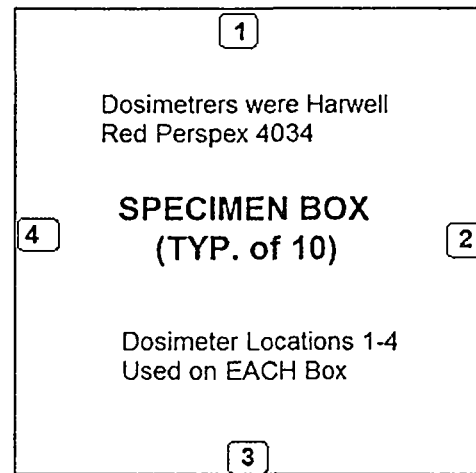 1
Dosimetrers were Harwell
Red Perspex 4034
SPECIMEN BOX
(TYP. of 10)
4
2
Dosimeter Locations 1-4
Used on EACH Box
3